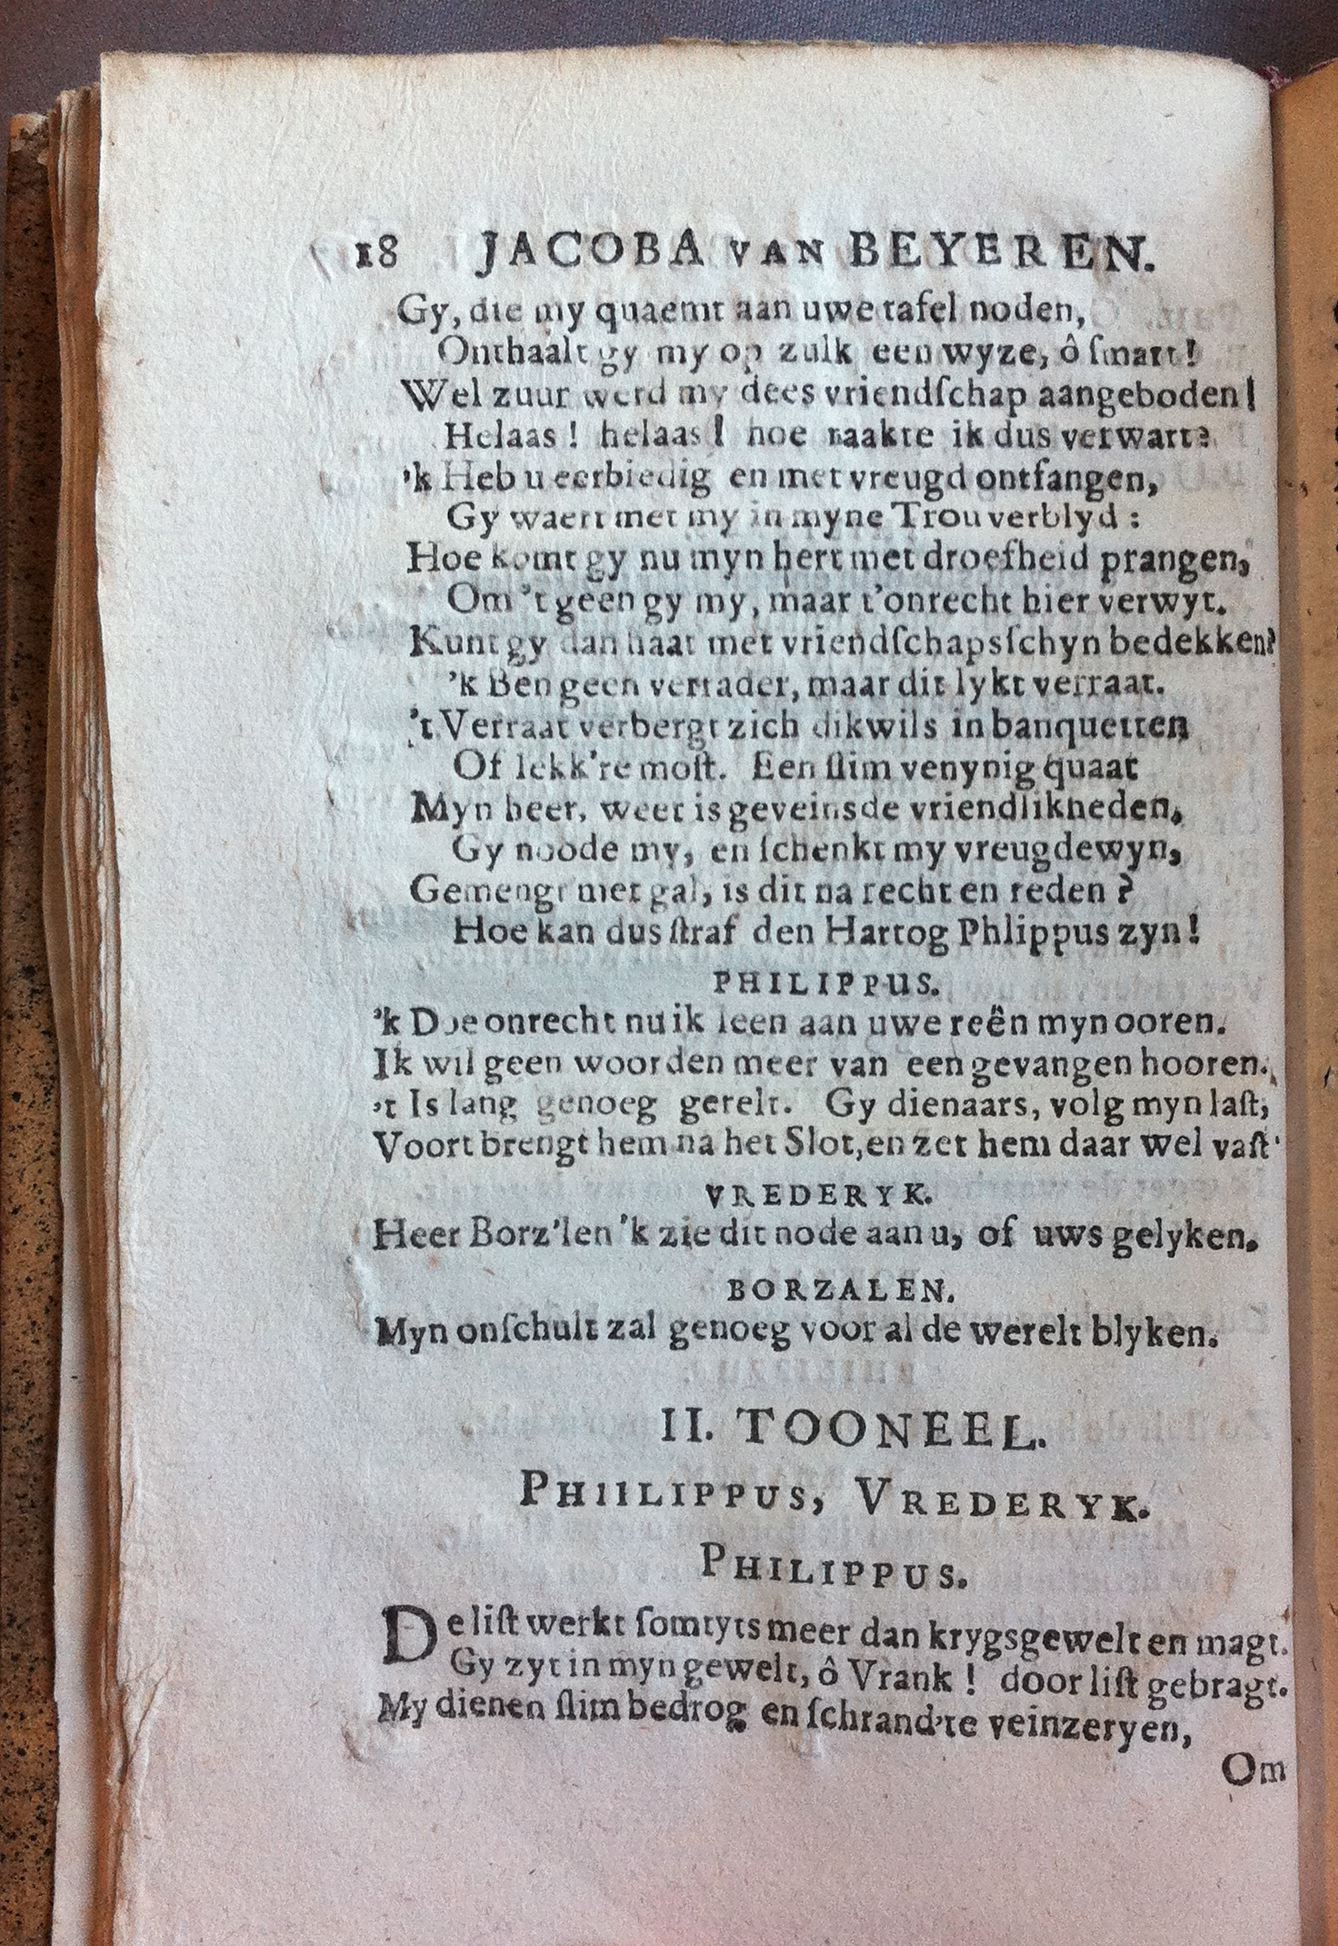 18 JACOBA VAN BEYEREN.
Gy, die my quaemt aan uwe tafel noden,
Onthaalt gy my op zulk een wyze, ô ſmart!
Wel zuur werd my dees vriendſchap aangeboden!
Helaas! helaas! hoe raakte ik dus verwart?
'k Heb u eerbiedig en met vreugd ontfangen,
Gy waert met my in myne Trou verblyd:
Hoe komt gy nu myn hert met droefheid prangen,
Om 't geen gy my, maar t'onrecht hier verwyt.
Kunt gy dan haat met vriendſchapsſchyn bedekken?
'k Ben geen verrader, maar dit lykt verraat.
't Verraat verbergt zich dikwils in banquetten
Of lekk're moſt. Een ſlim venynig quaat
Myn heer, weet is geveinsde vriendlikheden,
Gy noode my, en ſchenkt my vreugdewyn,
Gemengt met gal, is dit na recht en reden?
Hoe kan dus ſtraf den Hartog Phlippus zyn!
PHILIPPUS.
'k Doe onrecht nu ik leen aan uwe reên myn ooren.
Ik wil geen woorden meer van een gevangen hooren.
't Is lang genoeg gerelt. Gy dienaars, volg myn laſt,
Voort brengt hem na het Slot, en zet hem daar wel vaſt'
VREDERYK.
Heer Borz'len 'k zie dit node aan u, of uws gelyken.
BORZALEN.
Myn onſchult zal genoeg voor al de werelt blyken.
II. TOONEEL.
PHIILIPPUS, VREDERYK.
PHILIPPUS.
De liſt werkt ſomtyts meer dan krygsgewelt en magt.
Gy zyt in myn gewelt, ô Vrank! door liſt gebragt.
My dienen ſlim bedrog en ſchrand're veinzeryen,
Om